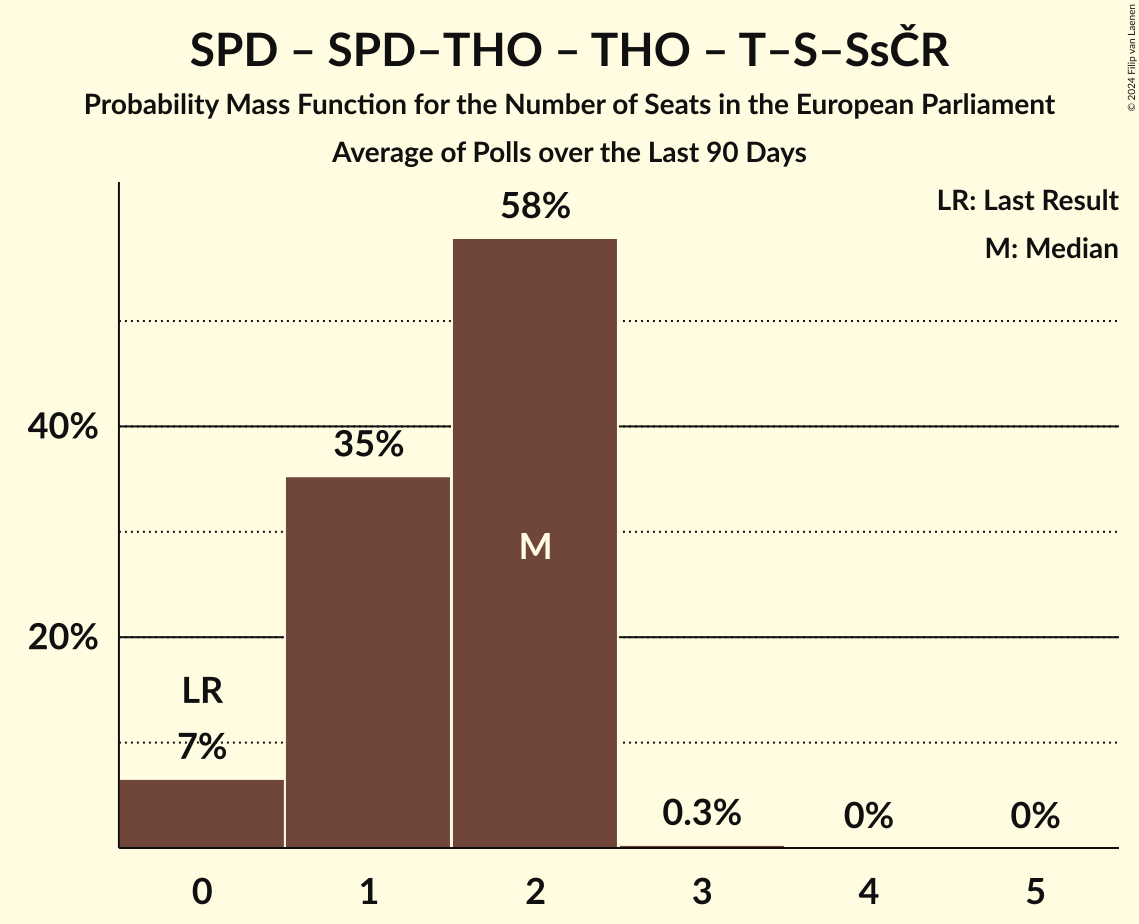 SPD – SPD–THO – THO – T–S–SsČR
Probability Mass Function for the Number of Seats in the European Parliament
Average of Polls over the Last 90 Days
© 2024 Filip van Laenen
LR: Last Result
M: Median
58%
40%
35%
M
20%
LR
7%
0.3%
0%
0%
0
1
2
3
4
5